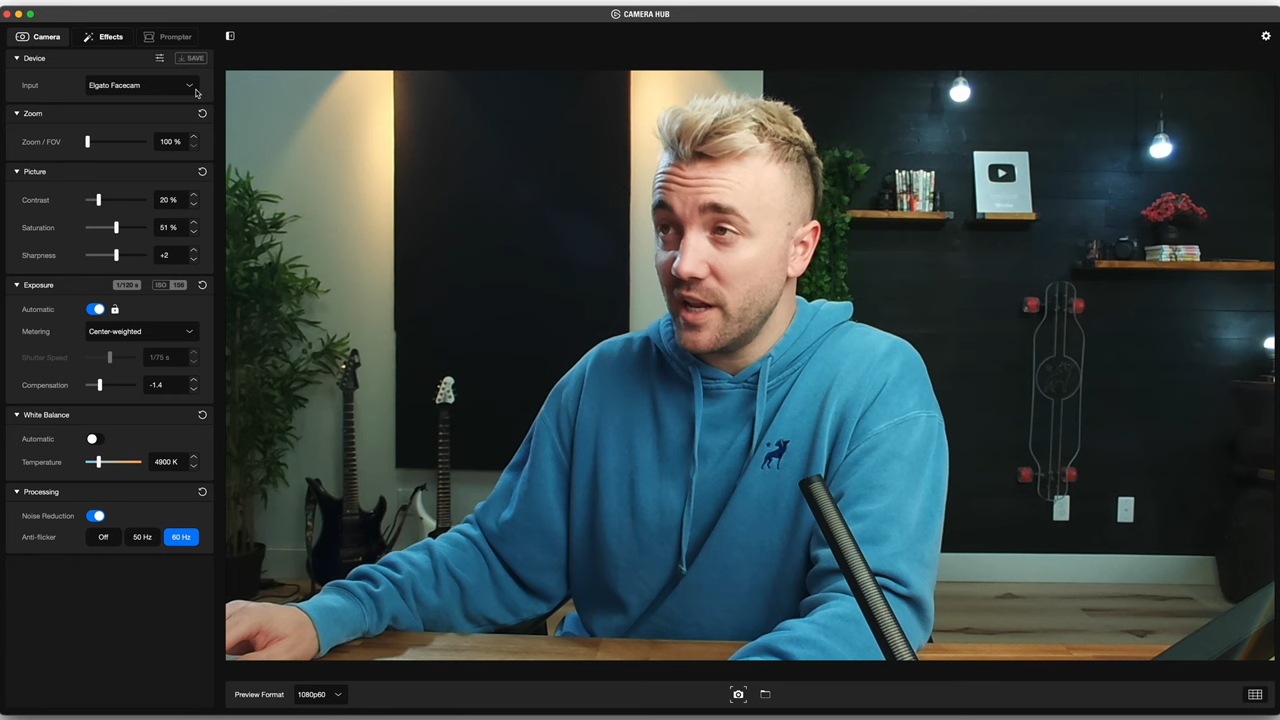 CAMERA HUB
Camera Effects Prompter
Device SAVE
Input Elgato Facecam
Zoom
Zoom / FOV 100 %
Picture
Contrast 20 %
Saturation 51 %
Sharpness +2
Exposure 1/120 s ISO 156
Automatic
Metering Center-weighted
Shutter Speed 1/75 s
Compensation -1.4
White Balance
Automatic
Temperature 4900 K
Processing
Noise Reduction
Anti-flicker Off 50 Hz 60 Hz
Preview Format 1080p60